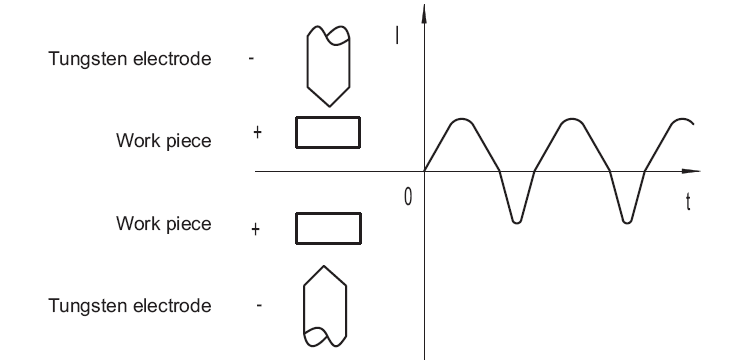 I
Tungsten electrode -
Work piece +
0
t
Work piece +
Tungsten electrode -